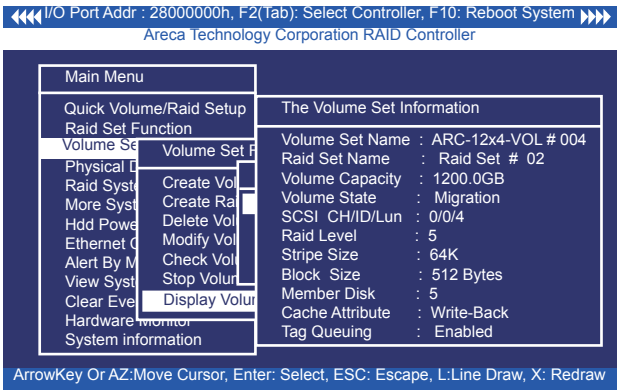 I/O Port Addr : 28000000h, F2(Tab): Select Controller, F10: Reboot System
Areca Technology Corporation RAID Controller
Main Menu
Quick Volume/Raid Setup
Raid Set Function
Volume Se
Physical D
Raid Syst
More Syst
Hdd Powe
Ethernet
Alert By M
View Syst
Clear Eve
Hardware Monitor
System information
Volume Set F
Create Vol
Create Ra
Delete Vol
Modify Vol
Check Volu
Stop Volum
Display Volum
The Volume Set Information
Volume Set Name : ARC-12x4-VOL # 004
Raid Set Name : Raid Set # 02
Volume Capacity : 1200.0GB
Volume State : Migration
SCSI CH/ID/Lun : 0/0/4
Raid Level : 5
Stripe Size : 64K
Block Size : 512 Bytes
Member Disk : 5
Cache Attribute : Write-Back
Tag Queuing : Enabled
ArrowKey Or AZ:Move Cursor, Enter: Select, ESC: Escape, L:Line Draw, X: Redraw